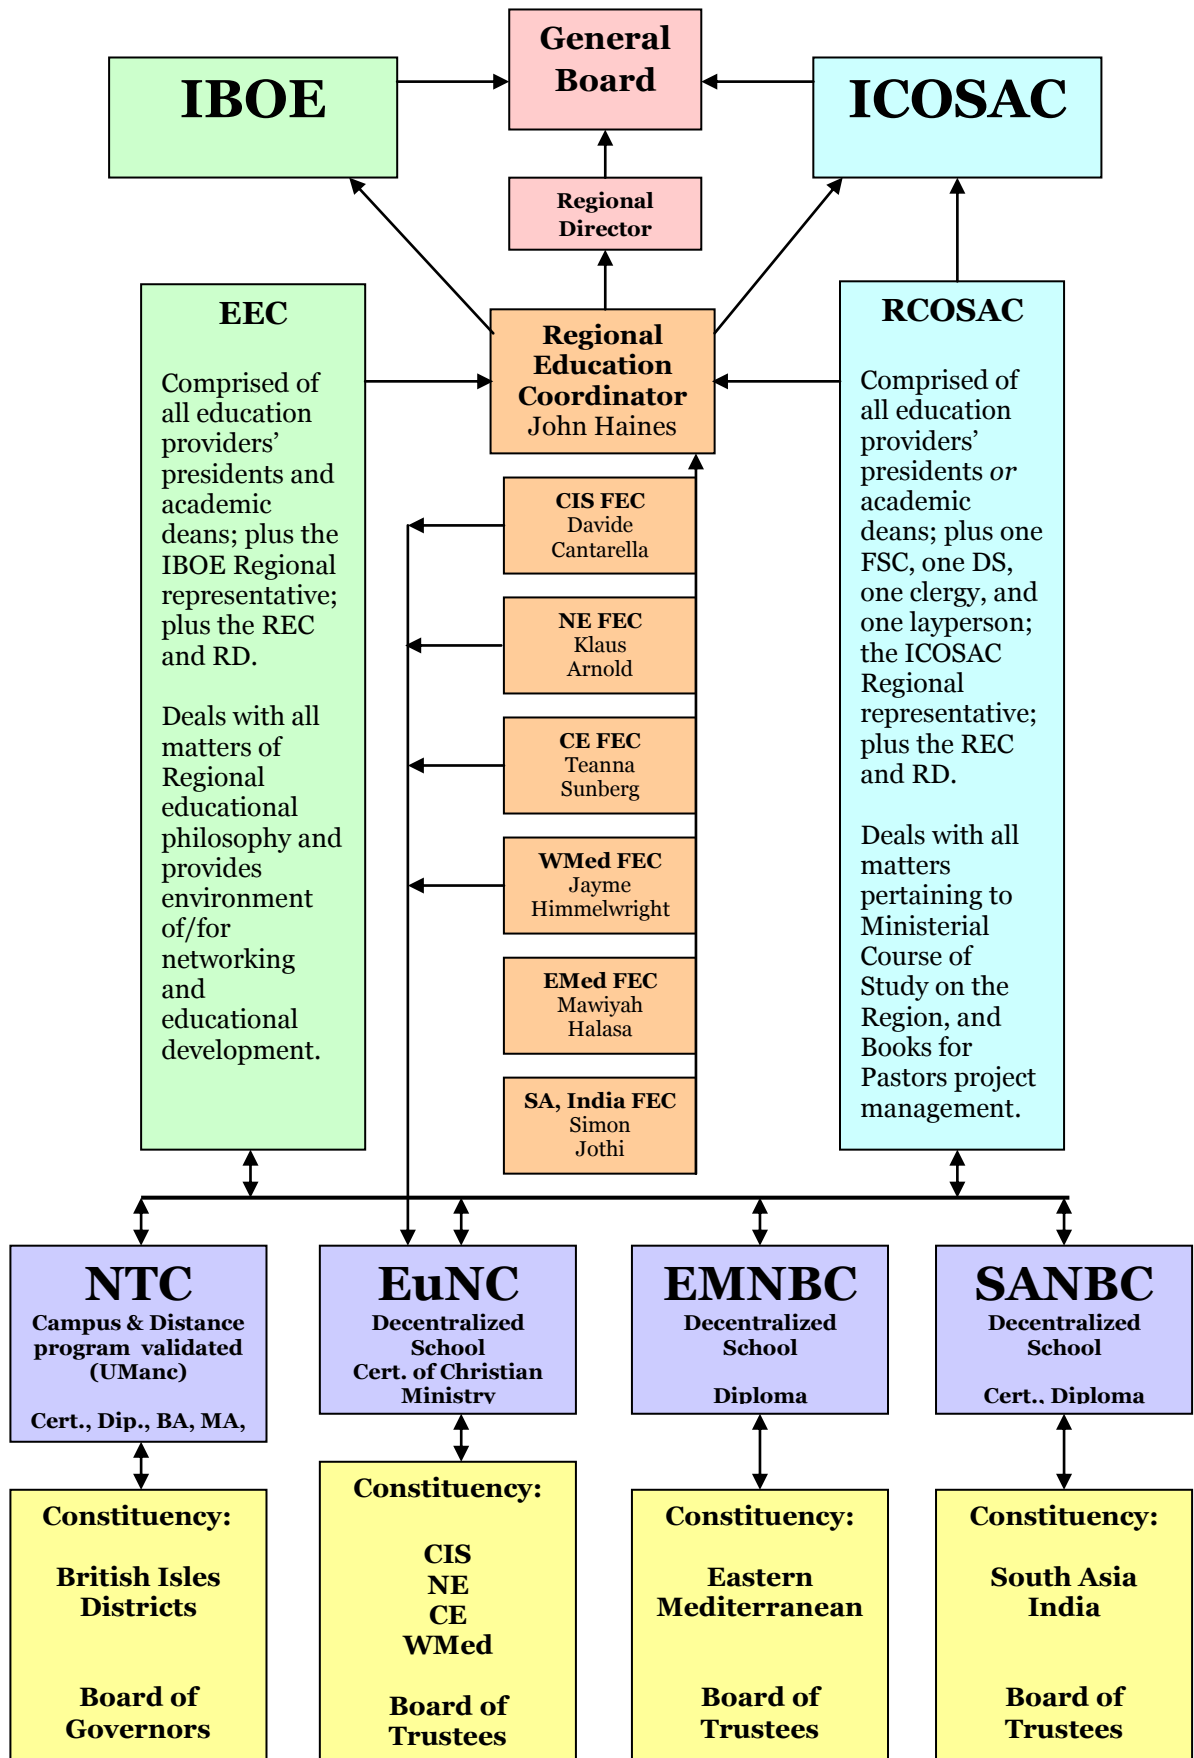 General
Board
IBOE
ICOSAC
Regional
Director
EEC
Comprised of
all education
providers’
presidents and
academic
deans; plus the
IBOE Regional
representative;
plus the REC
and RD.
Deals with all
matters of
Regional
educational
philosophy and
provides
environment
of/for
networking
and
educational
development.
Regional
Education
Coordinator
John Haines
CIS FEC
Davide
Cantarella
NE FEC
Klaus
Arnold
CE FEC
Teanna
Sunberg
WMed FEC
Jayme
Himmelwright
EMed FEC
Mawiyah
Halasa
SA, India FEC
Simon
Jothi
RCOSAC
Comprised of
all education
providers’
presidents or
academic
deans; plus one
FSC, one DS,
one clergy, and
one layperson;
the ICOSAC
Regional
representative;
plus the REC
and RD.
Deals with all
matters
pertaining to
Ministerial
Course of
Study on the
Region, and
Books for
Pastors project
management.
NTC
Campus & Distance
program validated
(UManc)
Cert., Dip., BA, MA,
EuNC
Decentralized
School
Cert. of Christian
Ministry
EMNBC
Decentralized
School
Diploma
SANBC
Decentralized
School
Cert., Diploma
Constituency:
British Isles
Districts
Board of
Governors
Constituency:
CIS
NE
CE
WMed
Board of
Trustees
Constituency:
Eastern
Mediterranean
Board of
Trustees
Constituency:
South Asia
India
Board of
Trustees